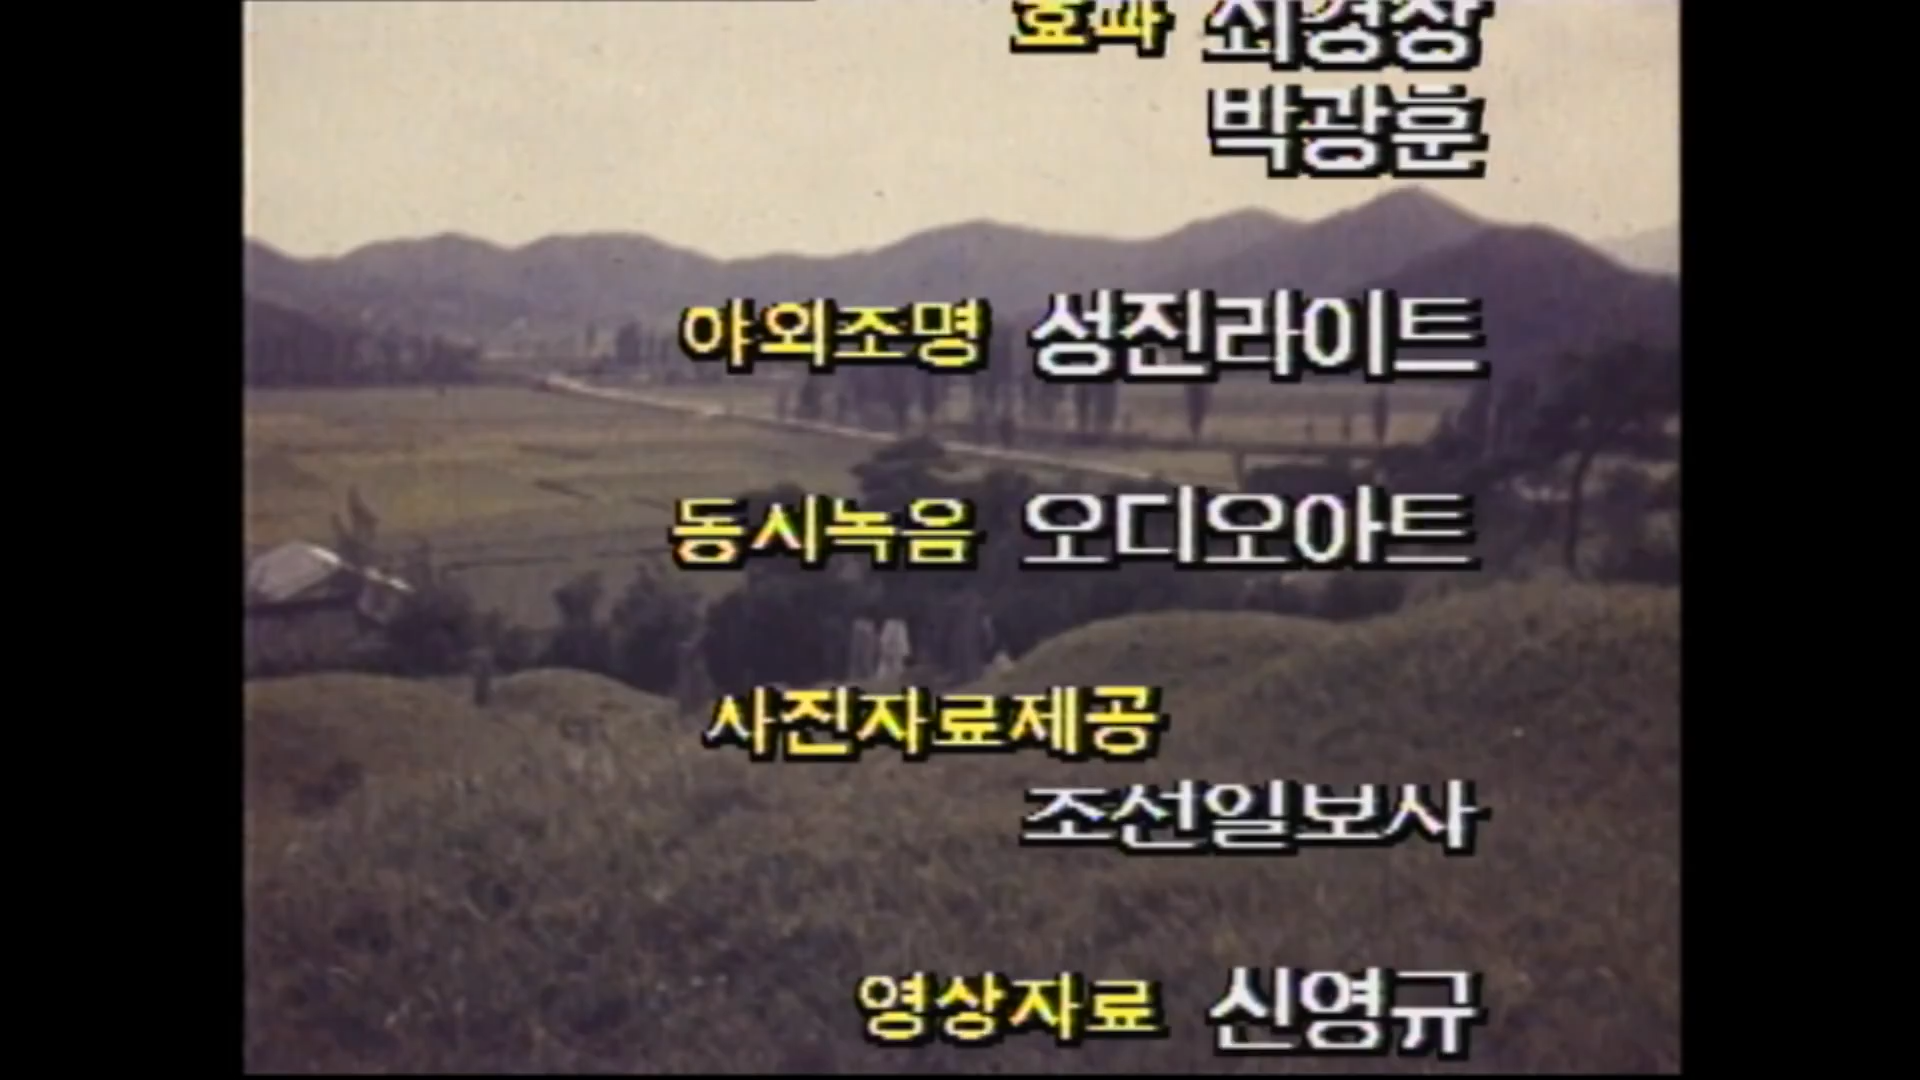 효과
박광훈
야외조명 성진라이트
동시녹음 오디오아트
사진자료제공
조선일보사
영상자료 신영규